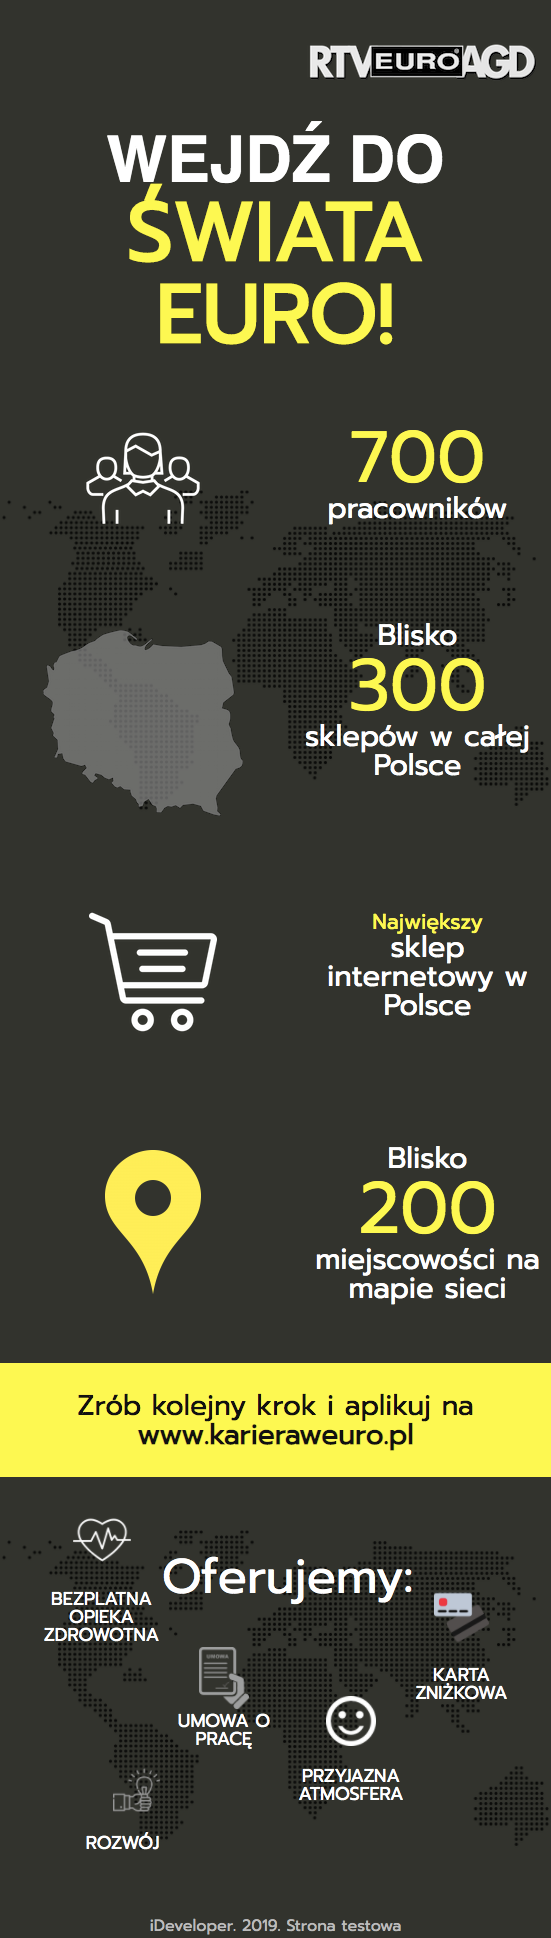 RTV EURO AGD
WEJDŹ DO
ŚWIATA
EURO!
700
pracowników
Blisko
300
sklepów w całej
Polsce
Największy
sklep
internetowy w
Polsce
Blisko
200
miejscowości na
mapie sieci
Zrób kolejny krok i aplikuj na
www.karieraweuro.pl
Oferujemy:
BEZPLATNA
OPIEKA
ZDROWOTNA
KARTA
ZNIŻKOWA
UMOWA
UMOWA O
PRACĘ
PRZYJAZNA
ATMOSFERA
ROZWÓJ
iDeveloper. 2019. Strona testowa